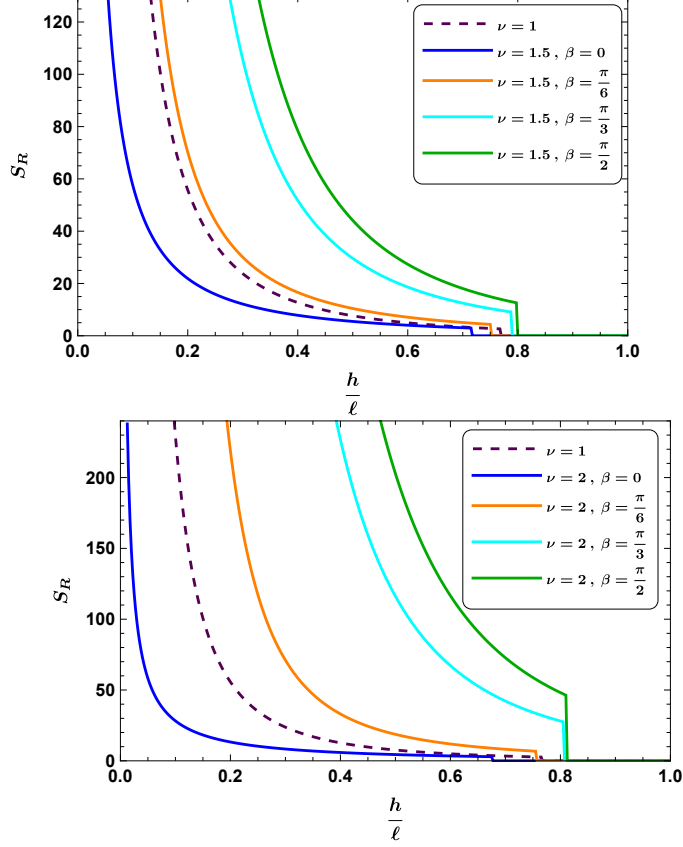 120
100
80
60
40
20
0
S_R
0.0 0.2 0.4 0.6 0.8 1.0
h/ℓ
ν = 1
ν = 1.5 , β = 0
ν = 1.5 , β = π/6
ν = 1.5 , β = π/3
ν = 1.5 , β = π/2
200
150
100
50
0
S_R
0.0 0.2 0.4 0.6 0.8 1.0
h/ℓ
ν = 1
ν = 2 , β = 0
ν = 2 , β = π/6
ν = 2 , β = π/3
ν = 2 , β = π/2